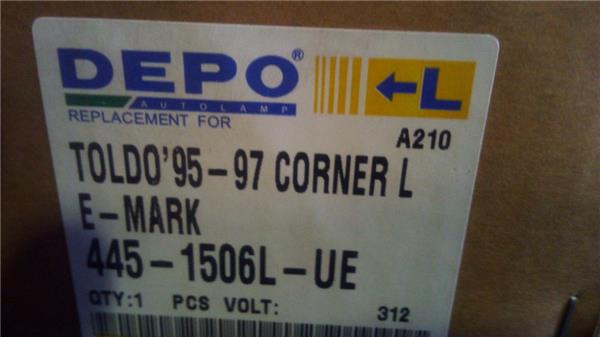 DEPO®
AUTOLAMP
←L
REPLACEMENT FOR
A210
TOLDO'95-97 CORNER L
E-MARK
445-1506L-UE
QTY:1 PCS VOLT: 312